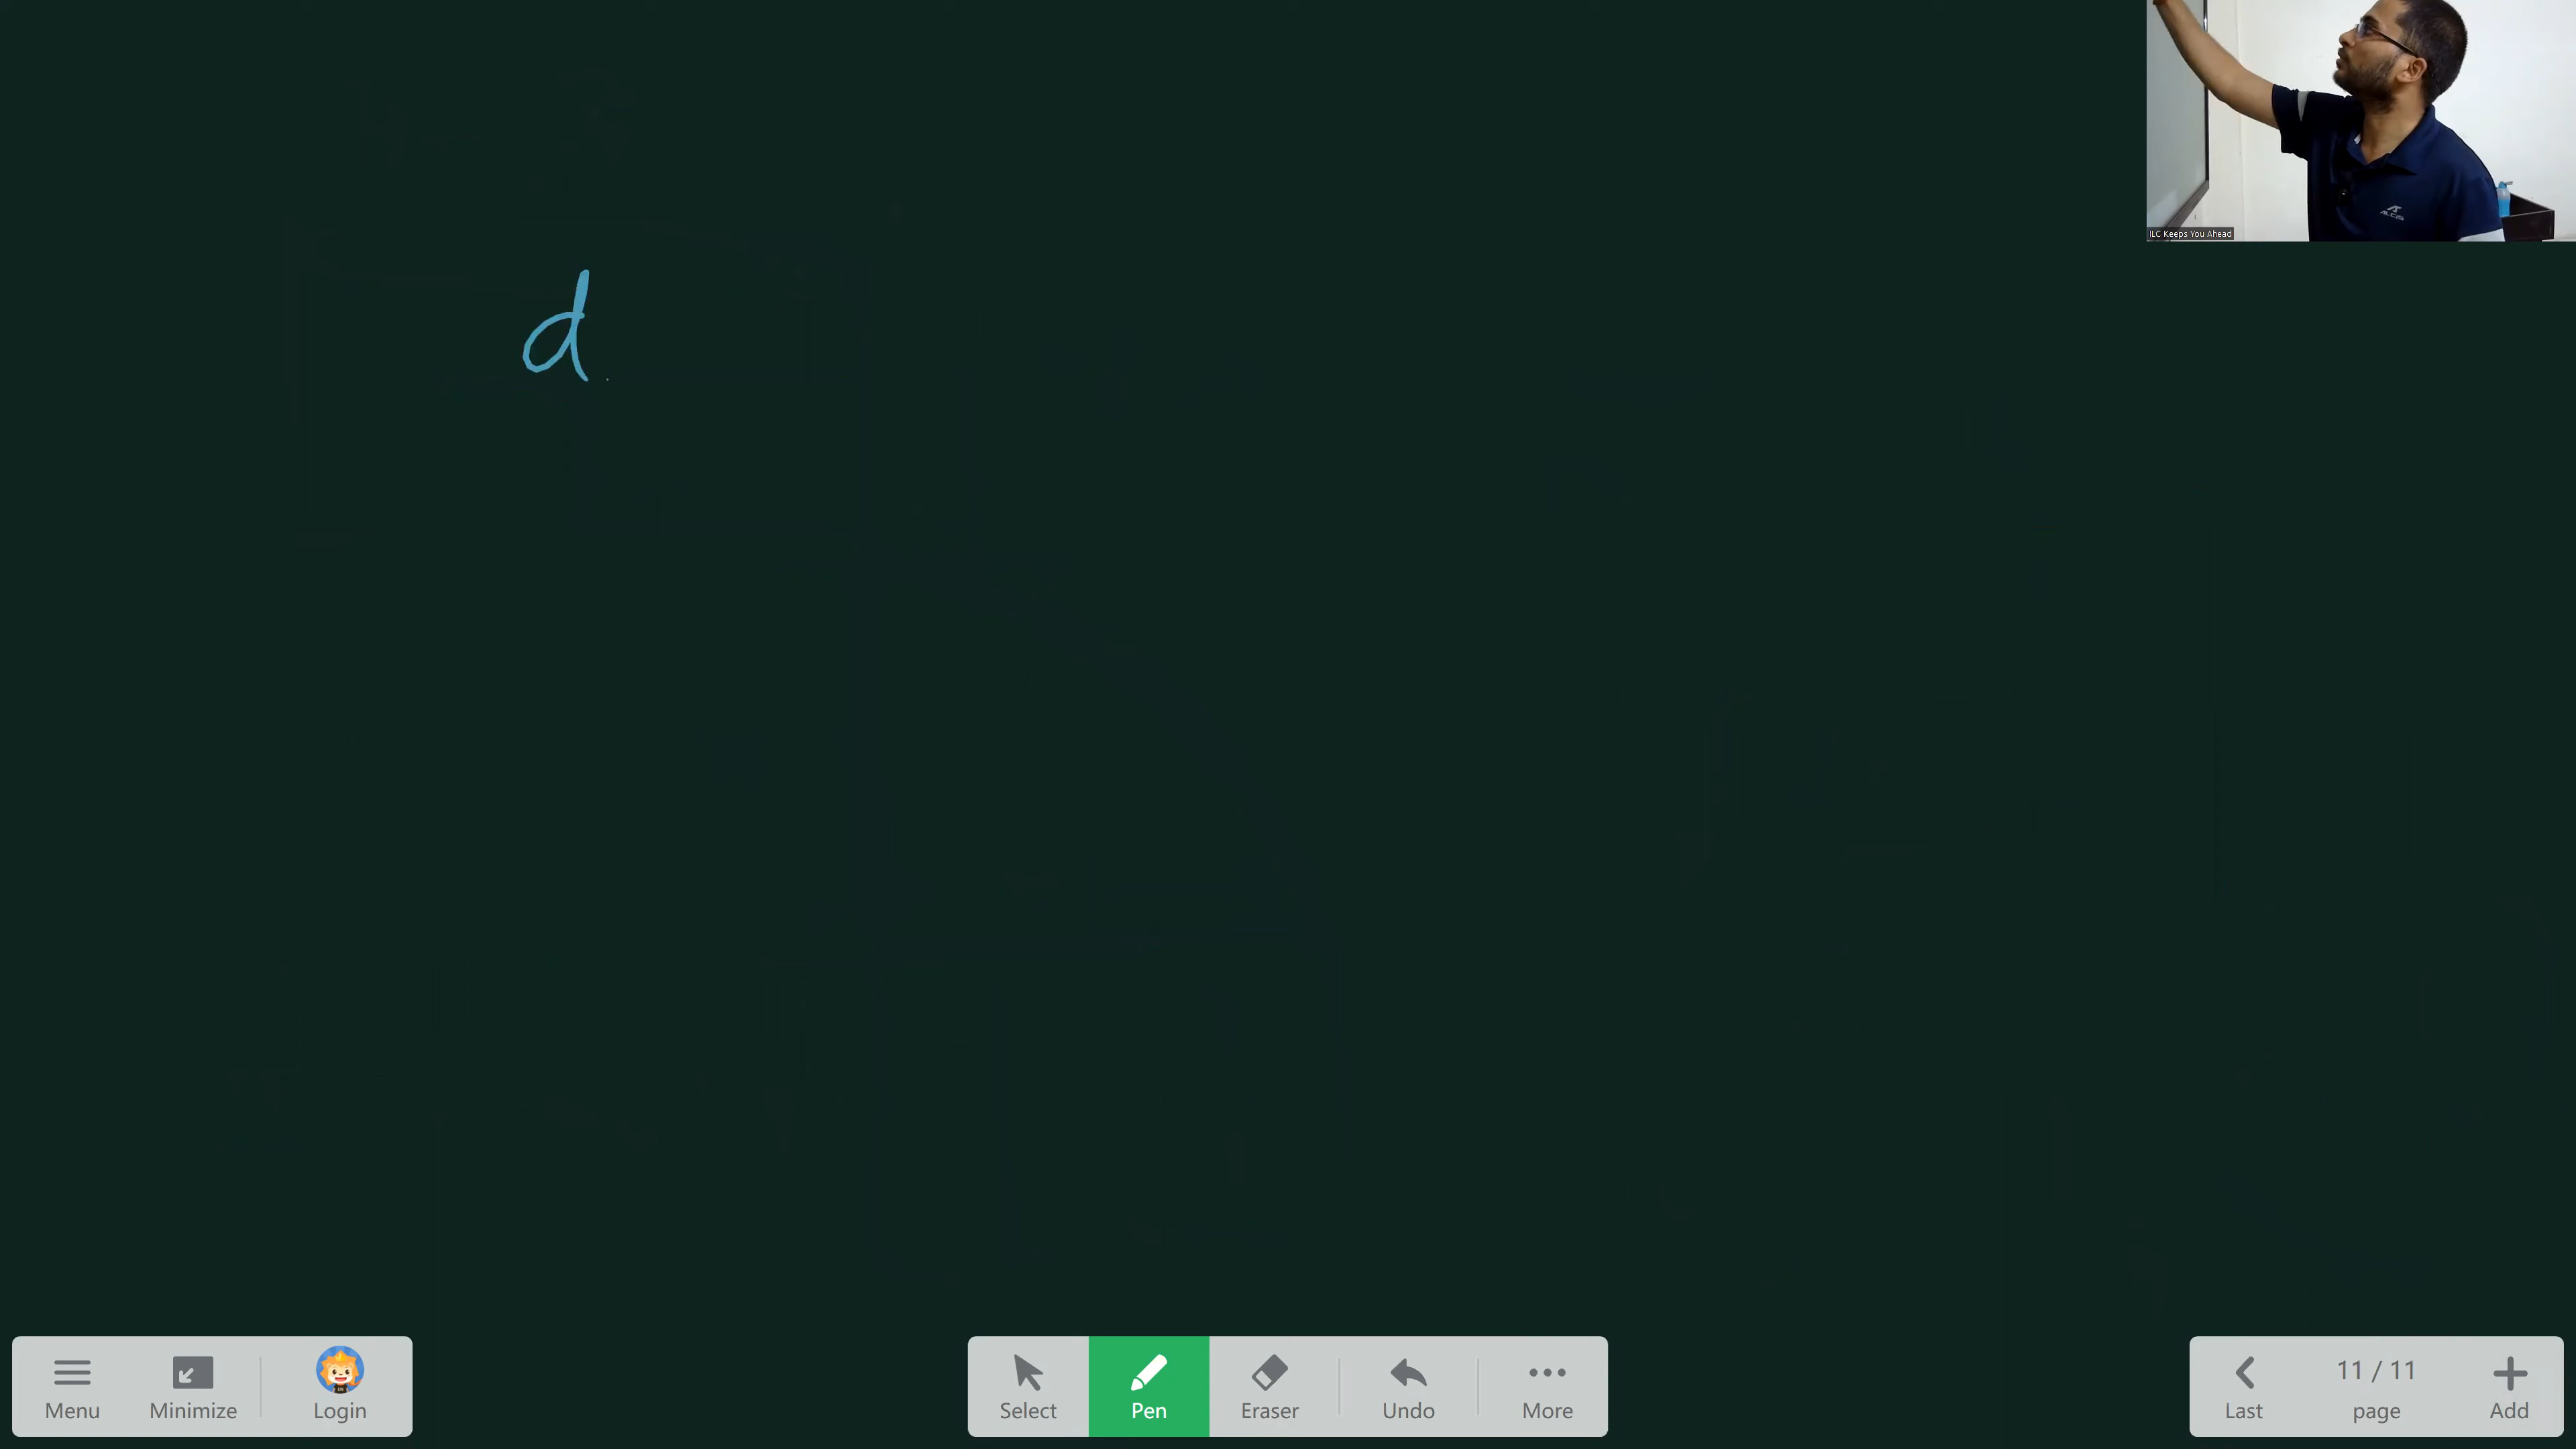 ILC Keeps You Ahead
d
Menu
Minimize
Login
Select
Pen
Eraser
Undo
More
Last
11 / 11
page
Add